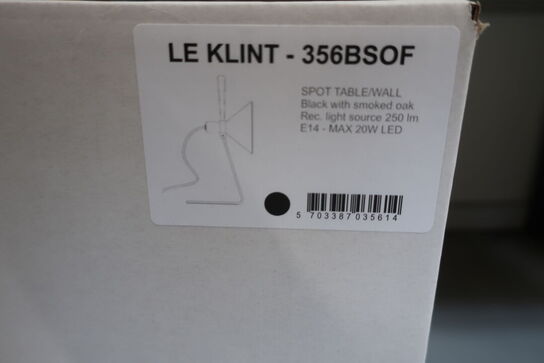 LE KLINT - 356BSOF
SPOT TABLE/WALL
Black with smoked oak
Rec. light source 250 lm
E14 - MAX 20W LED
5 703387 035614